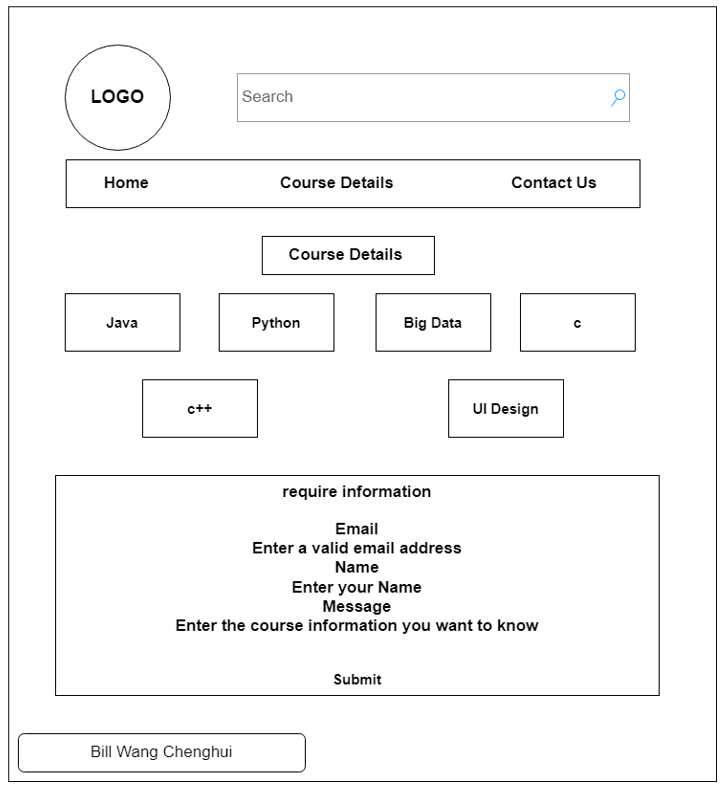 LOGO
Search
Home Course Details Contact Us
Course Details
Java Python Big Data c
c++ UI Design
require information
Email
Enter a valid email address
Name
Enter your Name
Message
Enter the course information you want to know
Submit
Bill Wang Chenghui